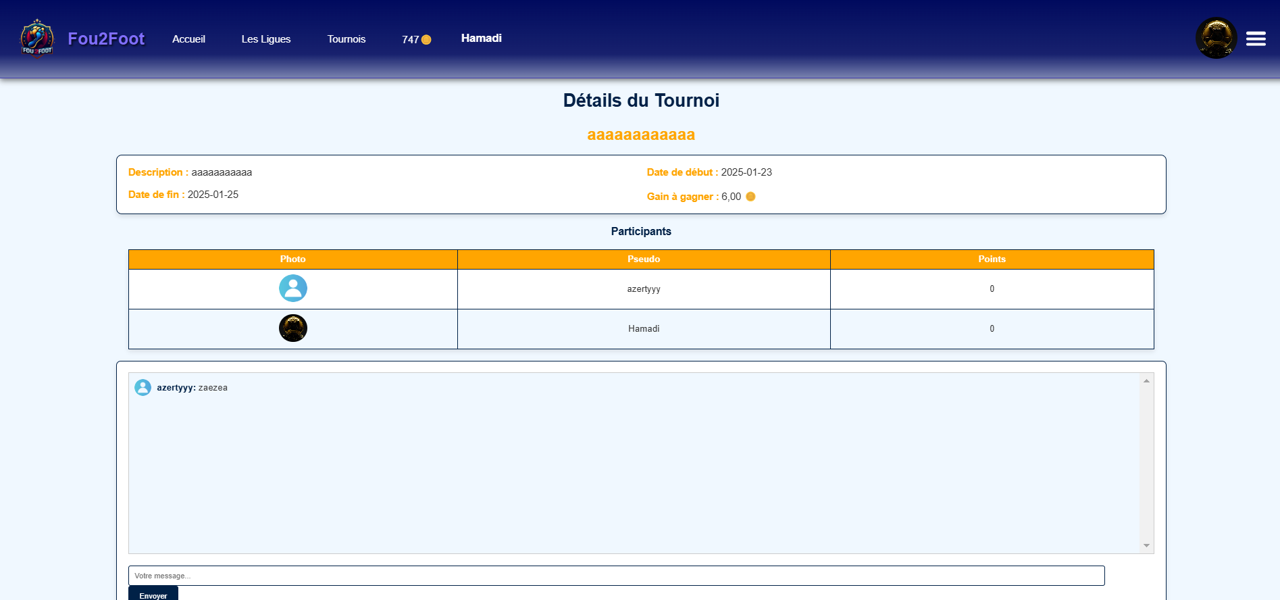 FOU2FOOT
Fou2Foot
Accueil
Les Ligues
Tournois
747
Hamadi
Détails du Tournoi
aaaaaaaaaaaa
Description : aaaaaaaaaaa
Date de début : 2025-01-23
Date de fin : 2025-01-25
Gain à gagner : 6,00
Participants
Photo Pseudo Points
azertyyy 0
Hamadi 0
azertyyy: zaezea
Votre message...
Envoyer